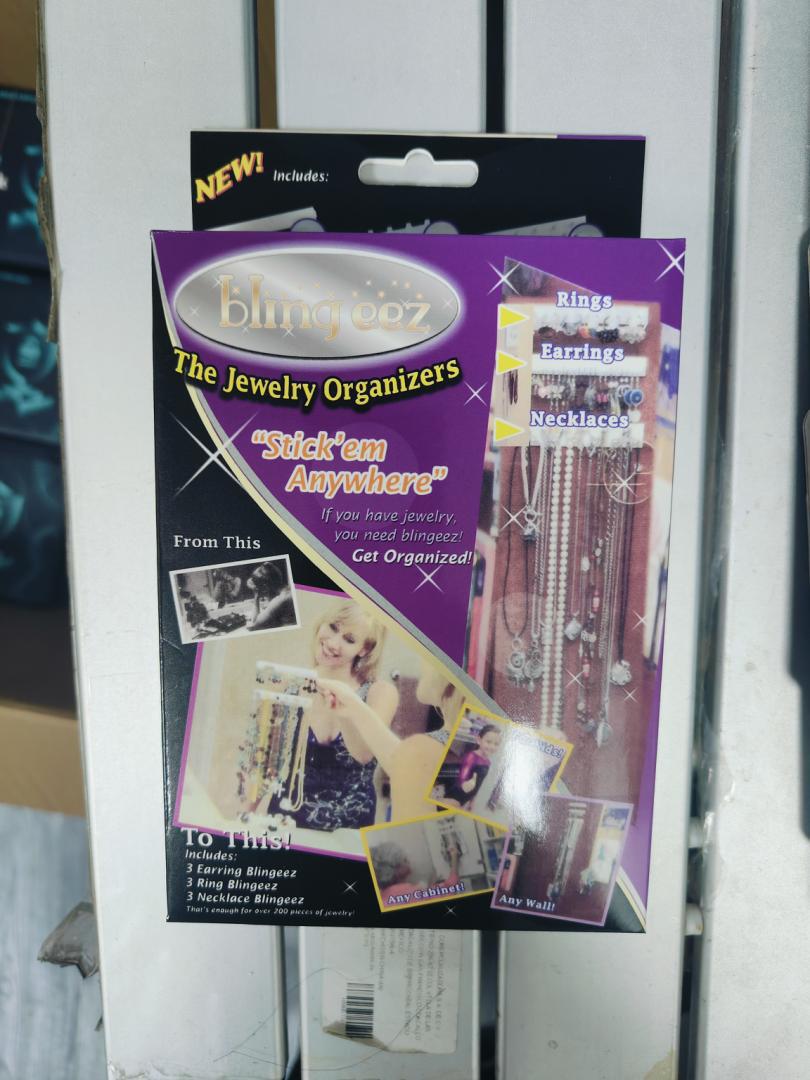 NEW!
Includes:
bling eez
The Jewelry Organizers
"Stick'em
Anywhere"
If you have jewelry,
you need blingeez!
Get Organized!
Rings
Earrings
Necklaces
From This
To This!
Includes:
3 Earring Blingeez
3 Ring Blingeez
3 Necklace Blingeez
That's enough for over 200 pieces of jewelry!
Any Cabinet!
Any Wall!